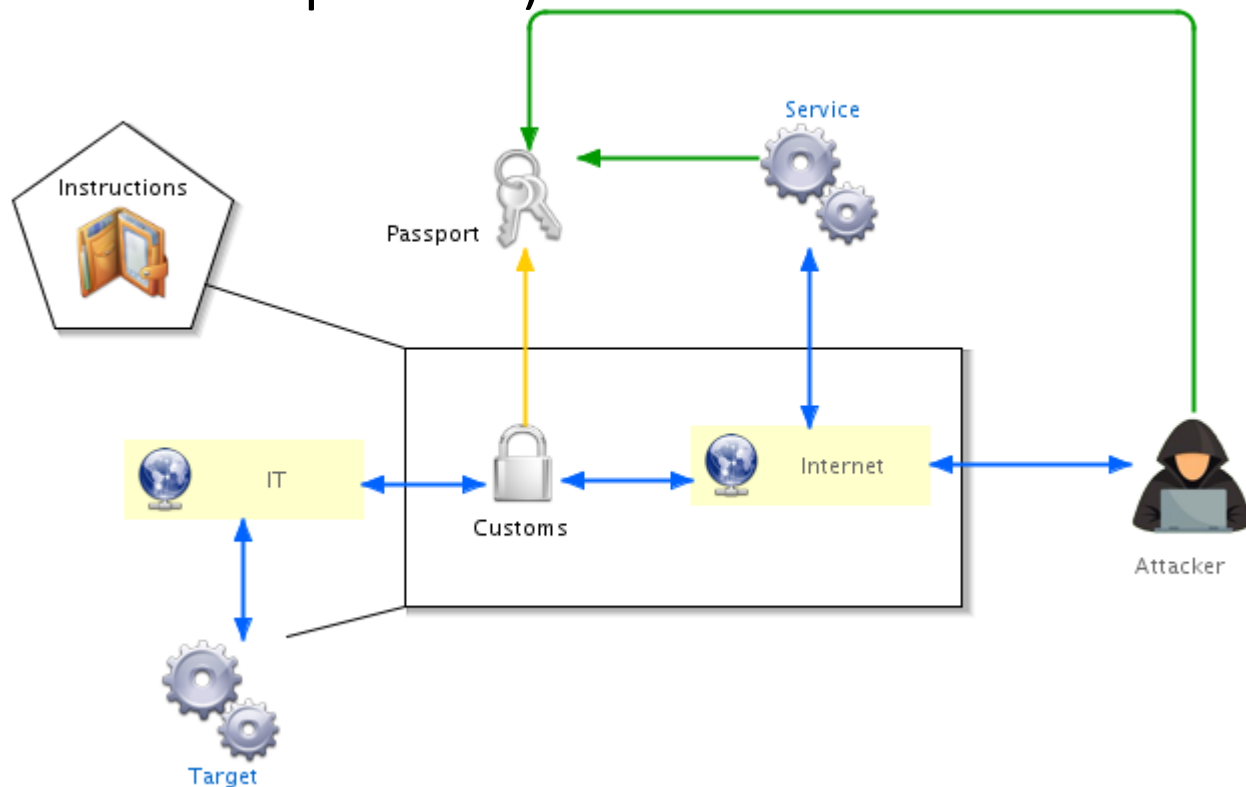 Service
Instructions
Passport
IT
Internet
Customs
Attacker
Target